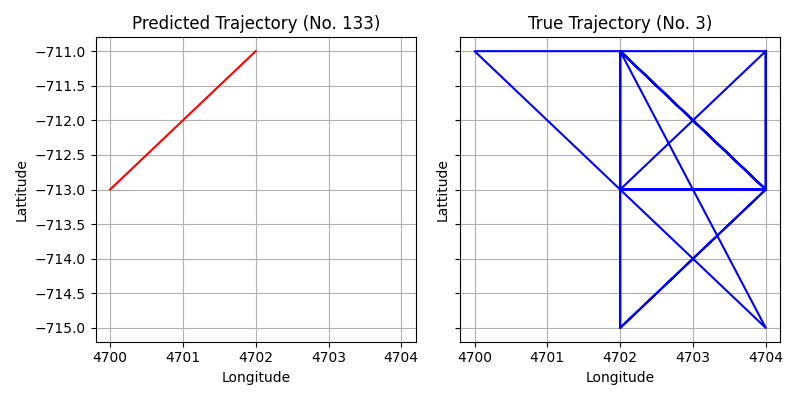 Predicted Trajectory (No. 133)
Lattitude
−711.0
−711.5
−712.0
−712.5
−713.0
−713.5
−714.0
−714.5
−715.0
4700 4701 4702 4703 4704
Longitude
True Trajectory (No. 3)
Lattitude
4700 4701 4702 4703 4704
Longitude